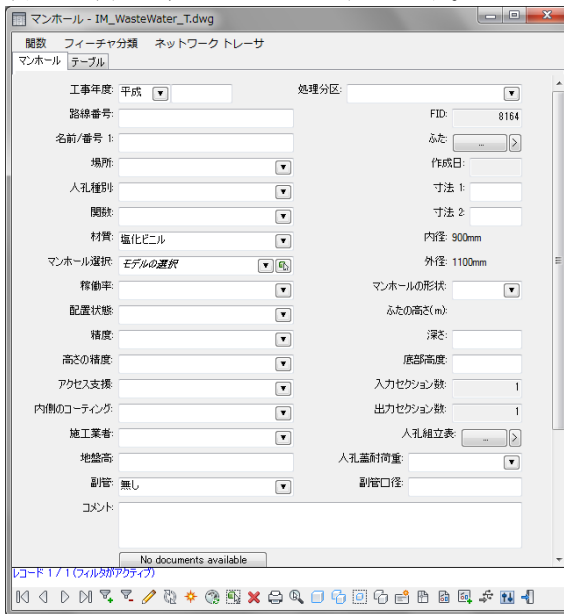 マンホール - IM_WasteWater_T.dwg
関数 フィーチャ分類 ネットワーク トレーサ
マンホール テーブル
工事年度: 平成 処理分区:
路線番号: FID: 8164
名前/番号 1: ふた: ...
場所: 作成日:
人孔種別: 寸法 1:
関数: 寸法 2:
材質: 塩化ビニル 内径: 900mm
マンホール選択: モデルの選択 外径: 1100mm
稼働率: マンホールの形状:
配置状態: ふたの高さ(m):
精度: 深さ:
高さの精度: 底部高度:
アクセス支援: 入力セクション数: 1
内側のコーティング: 出力セクション数: 1
施工業者: 人孔組立表: ...
地盤高: 人孔蓋耐荷重:
副管: 無し 副管口径:
コメント:
No documents available
レコード 1 / 1 (フィルタがアクティブ)